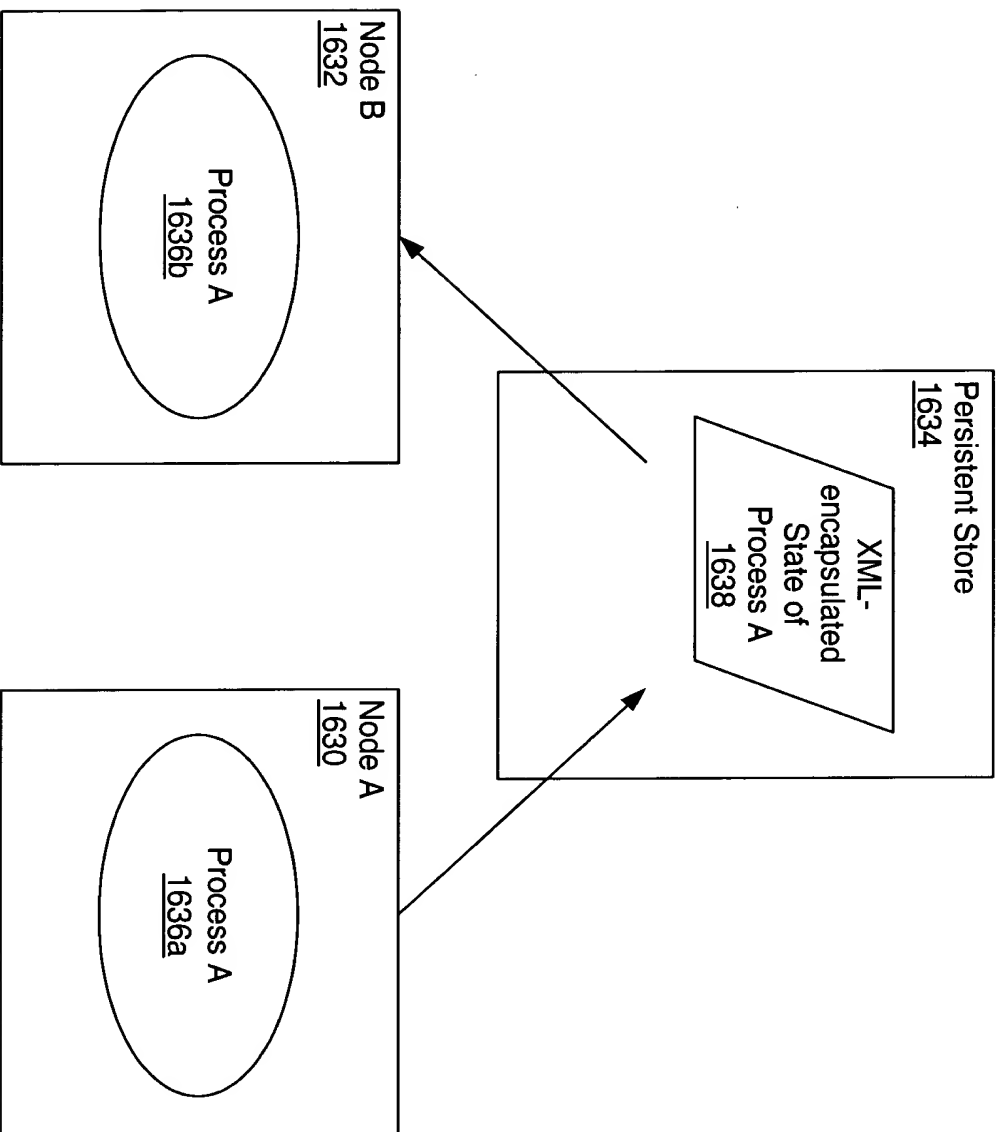 Persistent Store
1634
XML-
encapsulated
State of
Process A
1638
Node B
1632
Process A
1636b
Node A
1630
Process A
1636a